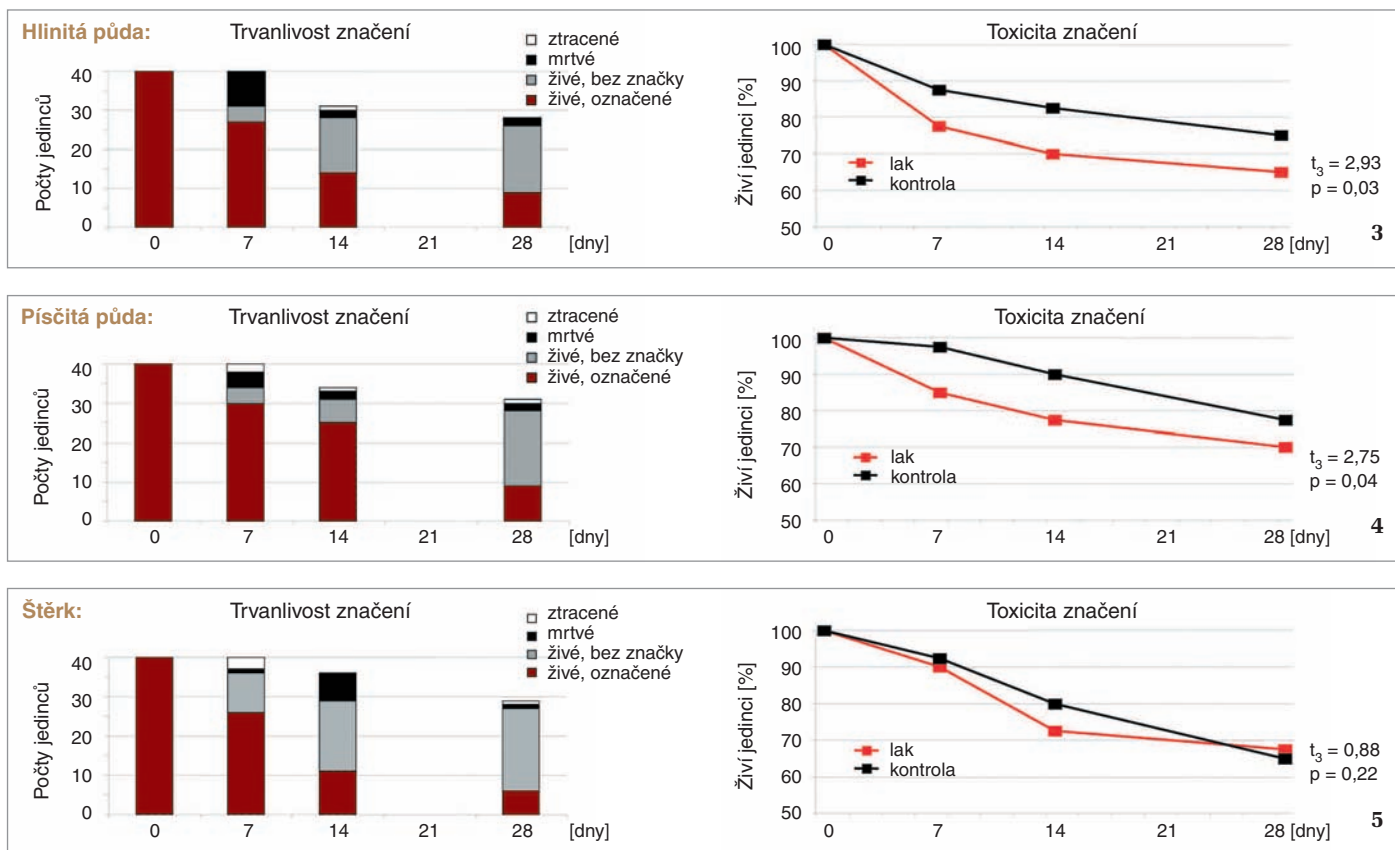 Hlinitá půda:
Trvanlivost značení
ztracené
mrtvé
živé, bez značky
živé, označené
Počty jedinců
40
30
20
10
0
0 7 14 21 28 [dny]
Toxicita značení
Živí jedinci [%]
100
90
80
70
60
50
lak
kontrola
t3 = 2,93
p = 0,03
0 7 14 21 28 [dny]
3
Písčitá půda:
Trvanlivost značení
ztracené
mrtvé
živé, bez značky
živé, označené
Počty jedinců
40
30
20
10
0
0 7 14 21 28 [dny]
Toxicita značení
Živí jedinci [%]
100
90
80
70
60
50
lak
kontrola
t3 = 2,75
p = 0,04
0 7 14 21 28 [dny]
4
Štěrk:
Trvanlivost značení
ztracené
mrtvé
živé, bez značky
živé, označené
Počty jedinců
40
30
20
10
0
0 7 14 21 28 [dny]
Toxicita značení
Živí jedinci [%]
100
90
80
70
60
50
lak
kontrola
t3 = 0,88
p = 0,22
0 7 14 21 28 [dny]
5